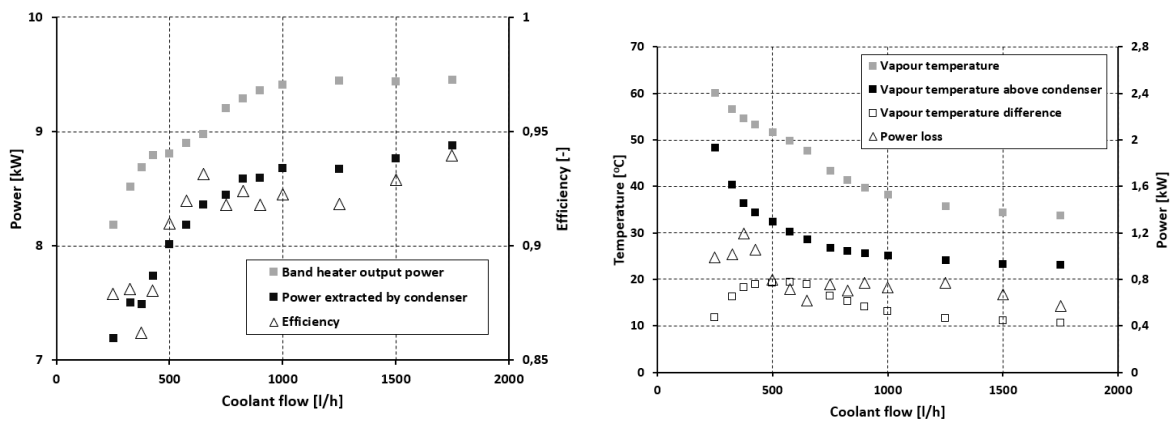 10
9
8
7
1
0,95
0,9
0,85
0
500
1000
1500
2000
Power [kW]
Efficiency [-]
Coolant flow [l/h]
Band heater output power
Power extracted by condenser
Efficiency
70
60
50
40
30
20
10
0
2,8
2,4
2
1,6
1,2
0,8
0,4
0
0
500
1000
1500
2000
Temperature [°C]
Power [kW]
Coolant flow [l/h]
Vapour temperature
Vapour temperature above condenser
Vapour temperature difference
Power loss